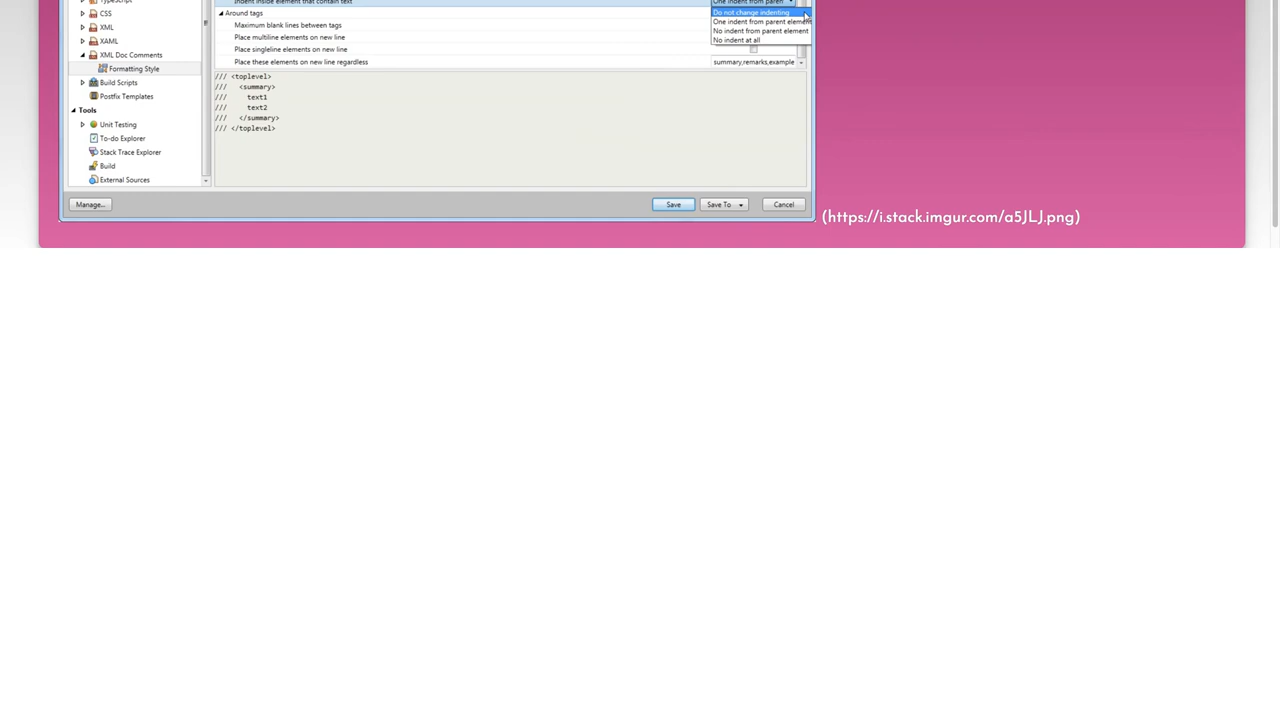 Indent inside element that contain text
One indent from paren
Around tags
Maximum blank lines between tags
Place multiline elements on new line
Place singleline elements on new line
Place these elements on new line regardless
summary,remarks,example
Do not change indenting
One indent from parent element
No indent from parent element
No indent at all
TypeScript
CSS
XML
XAML
XML Doc Comments
Formatting Style
Build Scripts
Postfix Templates
Tools
Unit Testing
To-do Explorer
Stack Trace Explorer
Build
External Sources
/// <toplevel>
///   <summary>
///     text1
///     text2
///   </summary>
/// </toplevel>
Manage...
Save
Save To
Cancel
. (https://i.stack.imgur.com/a5JLJ.png)